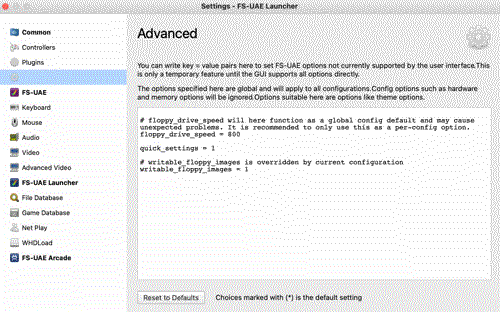 Settings - FS-UAE Launcher
Common
Controllers
Plugins
FS-UAE
Keyboard
Mouse
Audio
Video
Advanced Video
FS-UAE Launcher
File Database
Game Database
Net Play
WHDLoad
FS-UAE Arcade
Advanced
You can write key = value pairs here to set FS-UAE options not currently supported by the user interface.This
is only a temporary feature until the GUI supports all options directly.
The options specified here are global and will apply to all configurations.Config options such as hardware
and memory options will be ignored.Options suitable here are options like theme options.
# floppy_drive_speed will here function as a global config default and may cause
unexpected problems. It is recommended to only use this as a per-config option.
floppy_drive_speed = 800
quick_settings = 1
# writable_floppy_images is overridden by current configuration
writable_floppy_images = 1
Reset to Defaults
Choices marked with (*) is the default setting